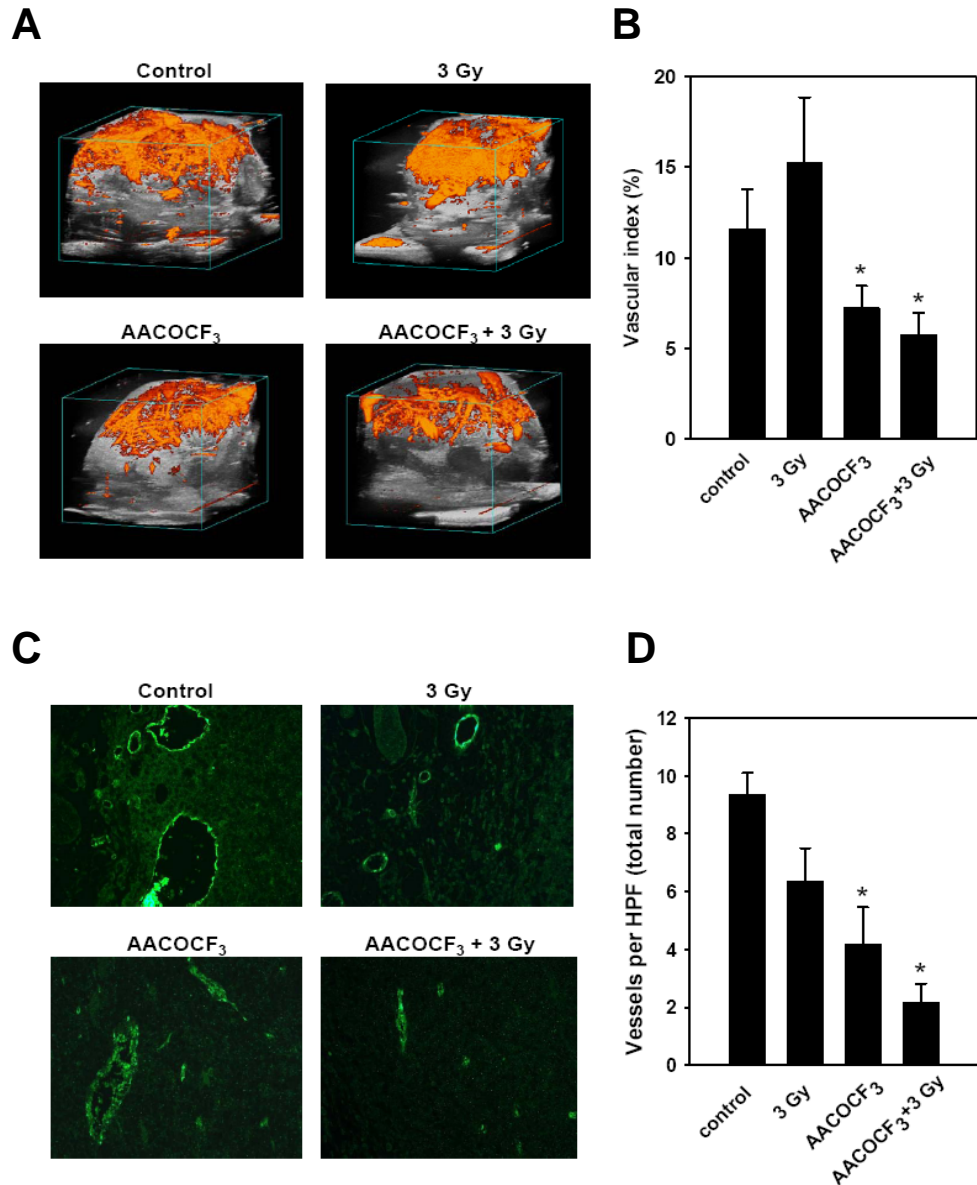 A
Control
3 Gy
AACOCF₃
AACOCF₃ + 3 Gy
B
Vascular index (%)
20
15
10
5
0
*
*
control
3 Gy
AACOCF₃
AACOCF₃+3 Gy
C
Control
3 Gy
AACOCF₃
AACOCF₃ + 3 Gy
D
Vessels per HPF (total number)
12
10
8
6
4
2
0
*
*
control
3 Gy
AACOCF₃
AACOCF₃+3 Gy